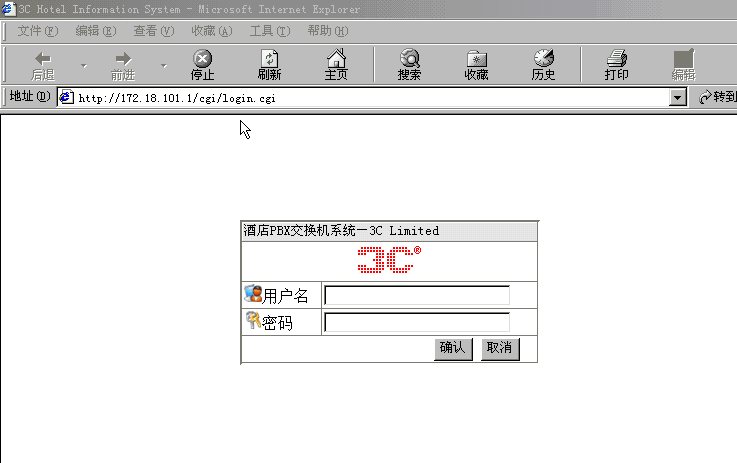 3C Hotel Information System - Microsoft Internet Explorer
文件(F) 编辑(E) 查看(V) 收藏(A) 工具(T) 帮助(H)
后退 前进 停止 刷新 主页 搜索 收藏 历史 打印 编辑
地址(D) http://172.18.101.1/cgi/login.cgi 转到
酒店PBX交换机系统—3C Limited
3C®
用户名
密码
确认 取消